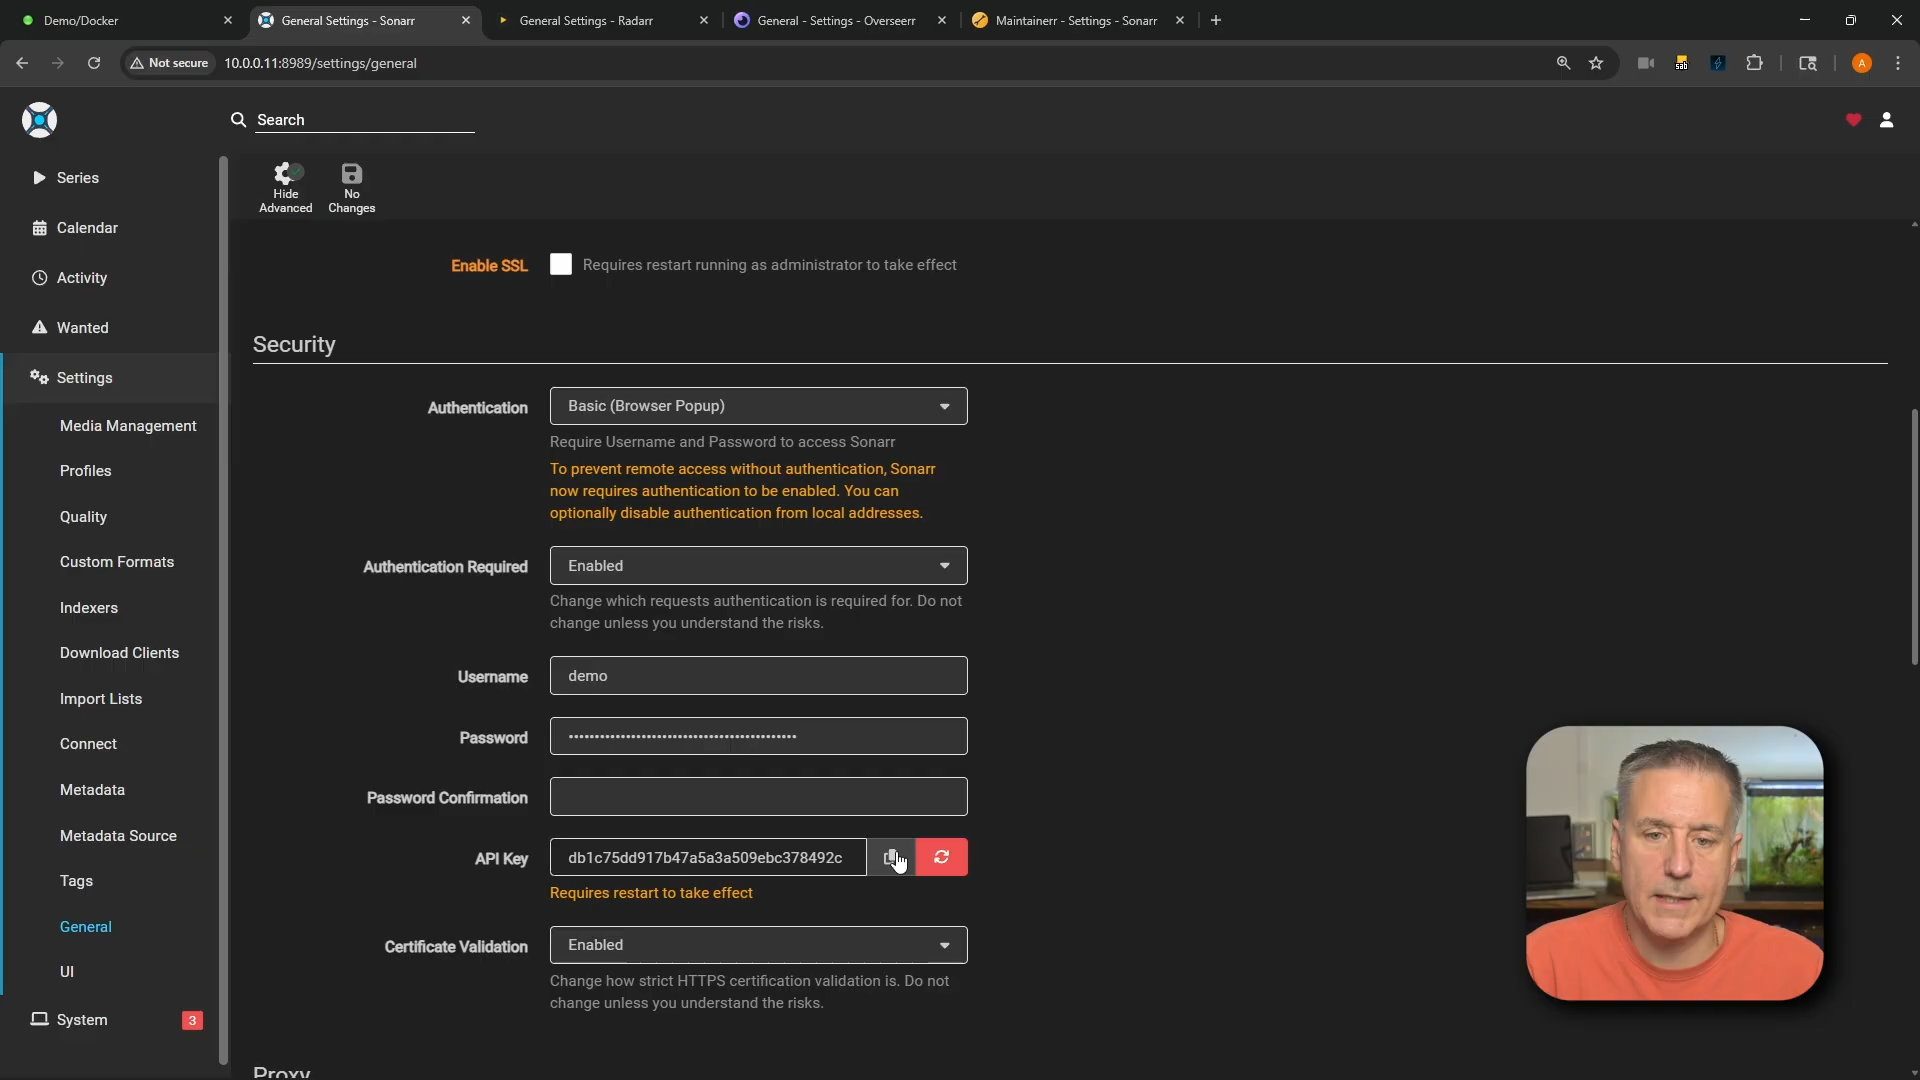 Demo/Docker
General Settings - Sonarr
General Settings - Radarr
General - Settings - Overseerr
Maintainerr - Settings - Sonarr
Not secure
10.0.0.11:8989/settings/general
sab
A
Search
Hide Advanced
No Changes
Series
Calendar
Activity
Wanted
Settings
Media Management
Profiles
Quality
Custom Formats
Indexers
Download Clients
Import Lists
Connect
Metadata
Metadata Source
Tags
General
UI
System
3
Enable SSL
Requires restart running as administrator to take effect
Security
Authentication
Basic (Browser Popup)
Require Username and Password to access Sonarr
To prevent remote access without authentication, Sonarr
now requires authentication to be enabled. You can
optionally disable authentication from local addresses.
Authentication Required
Enabled
Change which requests authentication is required for. Do not
change unless you understand the risks.
Username
demo
Password
Password Confirmation
API Key
db1c75dd917b47a5a3a509ebc378492c
Requires restart to take effect
Certificate Validation
Enabled
Change how strict HTTPS certification validation is. Do not
change unless you understand the risks.
Proxy